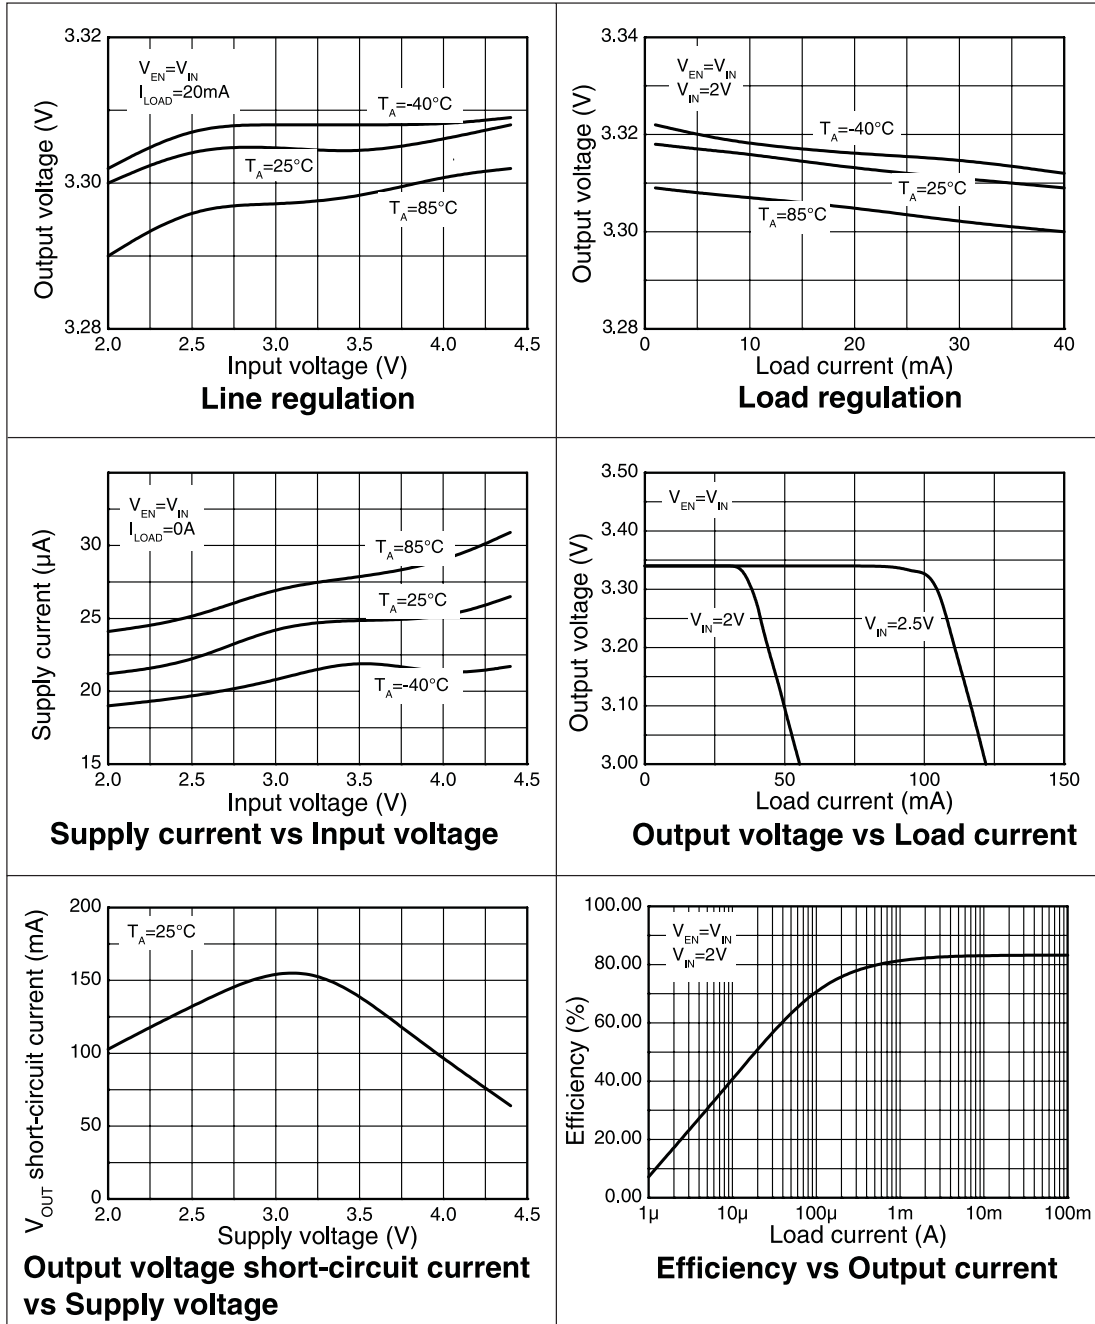 3.32
3.30
3.28
Output voltage (V)
V_EN=V_IN
I_LOAD=20mA
T_A=-40°C
T_A=25°C
T_A=85°C
2.0 2.5 3.0 3.5 4.0 4.5
Input voltage (V)
Line regulation
3.34
3.32
3.30
3.28
Output voltage (V)
V_EN=V_IN
V_IN=2V
T_A=-40°C
T_A=25°C
T_A=85°C
0 10 20 30 40
Load current (mA)
Load regulation
30
25
20
15
Supply current (µA)
V_EN=V_IN
I_LOAD=0A
T_A=85°C
T_A=25°C
T_A=-40°C
2.0 2.5 3.0 3.5 4.0 4.5
Input voltage (V)
Supply current vs Input voltage
3.50
3.40
3.30
3.20
3.10
3.00
Output voltage (V)
V_EN=V_IN
V_IN=2V
V_IN=2.5V
0 50 100 150
Load current (mA)
Output voltage vs Load current
200
150
100
50
0
V_OUT short-circuit current (mA)
T_A=25°C
2.0 2.5 3.0 3.5 4.0 4.5
Supply voltage (V)
Output voltage short-circuit current
vs Supply voltage
100.00
80.00
60.00
40.00
20.00
0.00
Efficiency (%)
V_EN=V_IN
V_IN=2V
1µ 10µ 100µ 1m 10m 100m
Load current (A)
Efficiency vs Output current